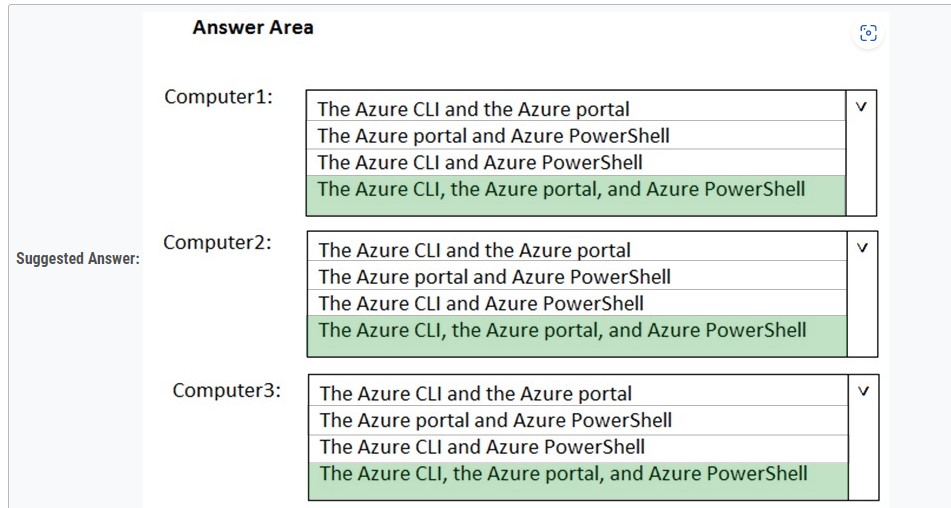 Answer Area
Computer1:
The Azure CLI and the Azure portal
The Azure portal and Azure PowerShell
The Azure CLI and Azure PowerShell
The Azure CLI, the Azure portal, and Azure PowerShell
Suggested Answer:
Computer2:
The Azure CLI and the Azure portal
The Azure portal and Azure PowerShell
The Azure CLI and Azure PowerShell
The Azure CLI, the Azure portal, and Azure PowerShell
Computer3:
The Azure CLI and the Azure portal
The Azure portal and Azure PowerShell
The Azure CLI and Azure PowerShell
The Azure CLI, the Azure portal, and Azure PowerShell